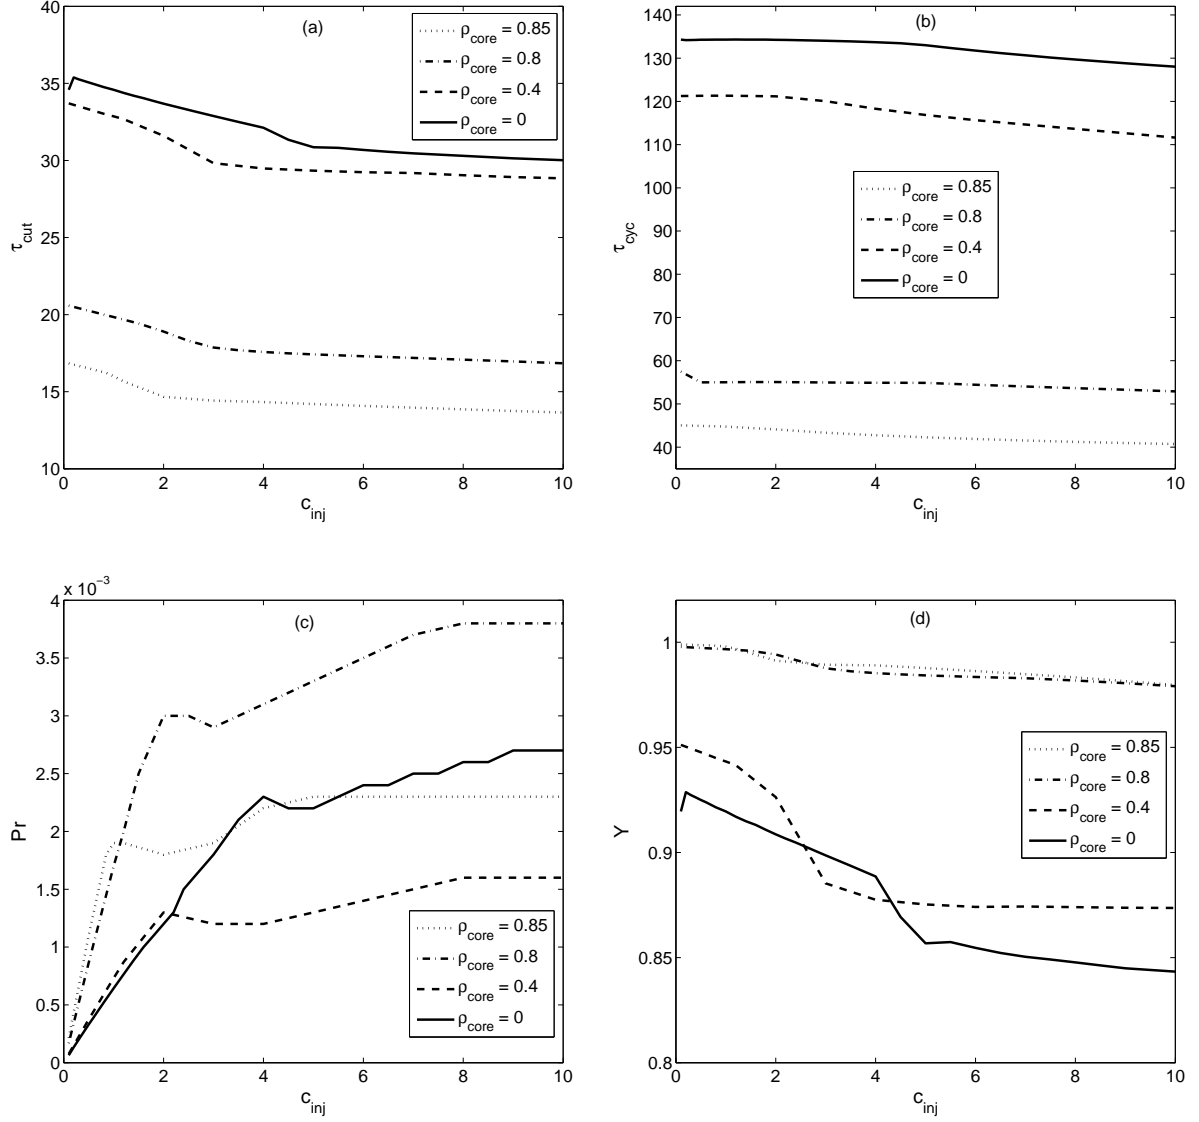 (a)
40
35
30
25
20
15
10
τcut
0 2 4 6 8 10
cinj
ρcore = 0.85
ρcore = 0.8
ρcore = 0.4
ρcore = 0
(b)
140
130
120
110
100
90
80
70
60
50
40
τcyc
0 2 4 6 8 10
cinj
ρcore = 0.85
ρcore = 0.8
ρcore = 0.4
ρcore = 0
x 10−3
(c)
4
3.5
3
2.5
2
1.5
1
0.5
0
Pr
0 2 4 6 8 10
cinj
ρcore = 0.85
ρcore = 0.8
ρcore = 0.4
ρcore = 0
(d)
1
0.95
0.9
0.85
0.8
Y
0 2 4 6 8 10
cinj
ρcore = 0.85
ρcore = 0.8
ρcore = 0.4
ρcore = 0